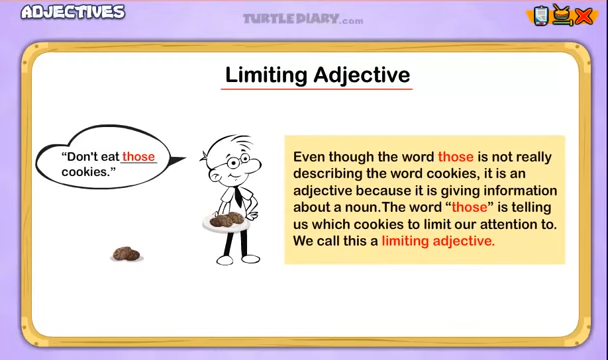 ADJECTIVES
TURTLEDIARY.com
Limiting Adjective
“Don't eat those
cookies.”
Even though the word those is not really
describing the word cookies, it is an
adjective because it is giving information
about a noun.The word “those” is telling
us which cookies to limit our attention to.
We call this a limiting adjective.